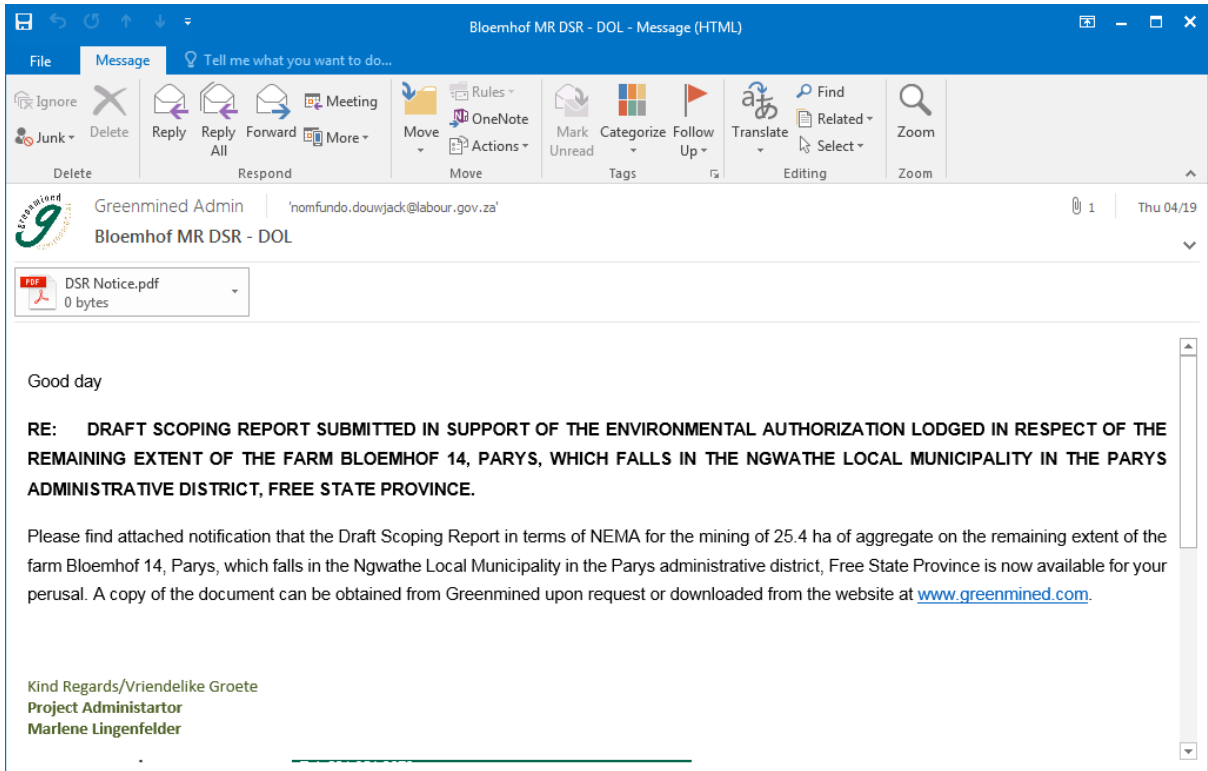 Bloemhof MR DSR - DOL - Message (HTML)
File Message Tell me what you want to do...
Ignore
Junk
Delete
Reply
Reply All
Forward
Meeting
More
Move
Rules
OneNote
Actions
Mark Unread
Categorize
Follow Up
Translate
Find
Related
Select
Zoom
Delete Respond Move Tags Editing Zoom
greenmined
Greenmined Admin 'nomfundo.douwjack@labour.gov.za' 1 Thu 04/19
Bloemhof MR DSR - DOL
PDF
DSR Notice.pdf
0 bytes
Good day
RE: DRAFT SCOPING REPORT SUBMITTED IN SUPPORT OF THE ENVIRONMENTAL AUTHORIZATION LODGED IN RESPECT OF THE
REMAINING EXTENT OF THE FARM BLOEMHOF 14, PARYS, WHICH FALLS IN THE NGWATHE LOCAL MUNICIPALITY IN THE PARYS
ADMINISTRATIVE DISTRICT, FREE STATE PROVINCE.
Please find attached notification that the Draft Scoping Report in terms of NEMA for the mining of 25.4 ha of aggregate on the remaining extent of the
farm Bloemhof 14, Parys, which falls in the Ngwathe Local Municipality in the Parys administrative district, Free State Province is now available for your
perusal. A copy of the document can be obtained from Greenmined upon request or downloaded from the website at www.greenmined.com.
Kind Regards/Vriendelike Groete
Project Administartor
Marlene Lingenfelder